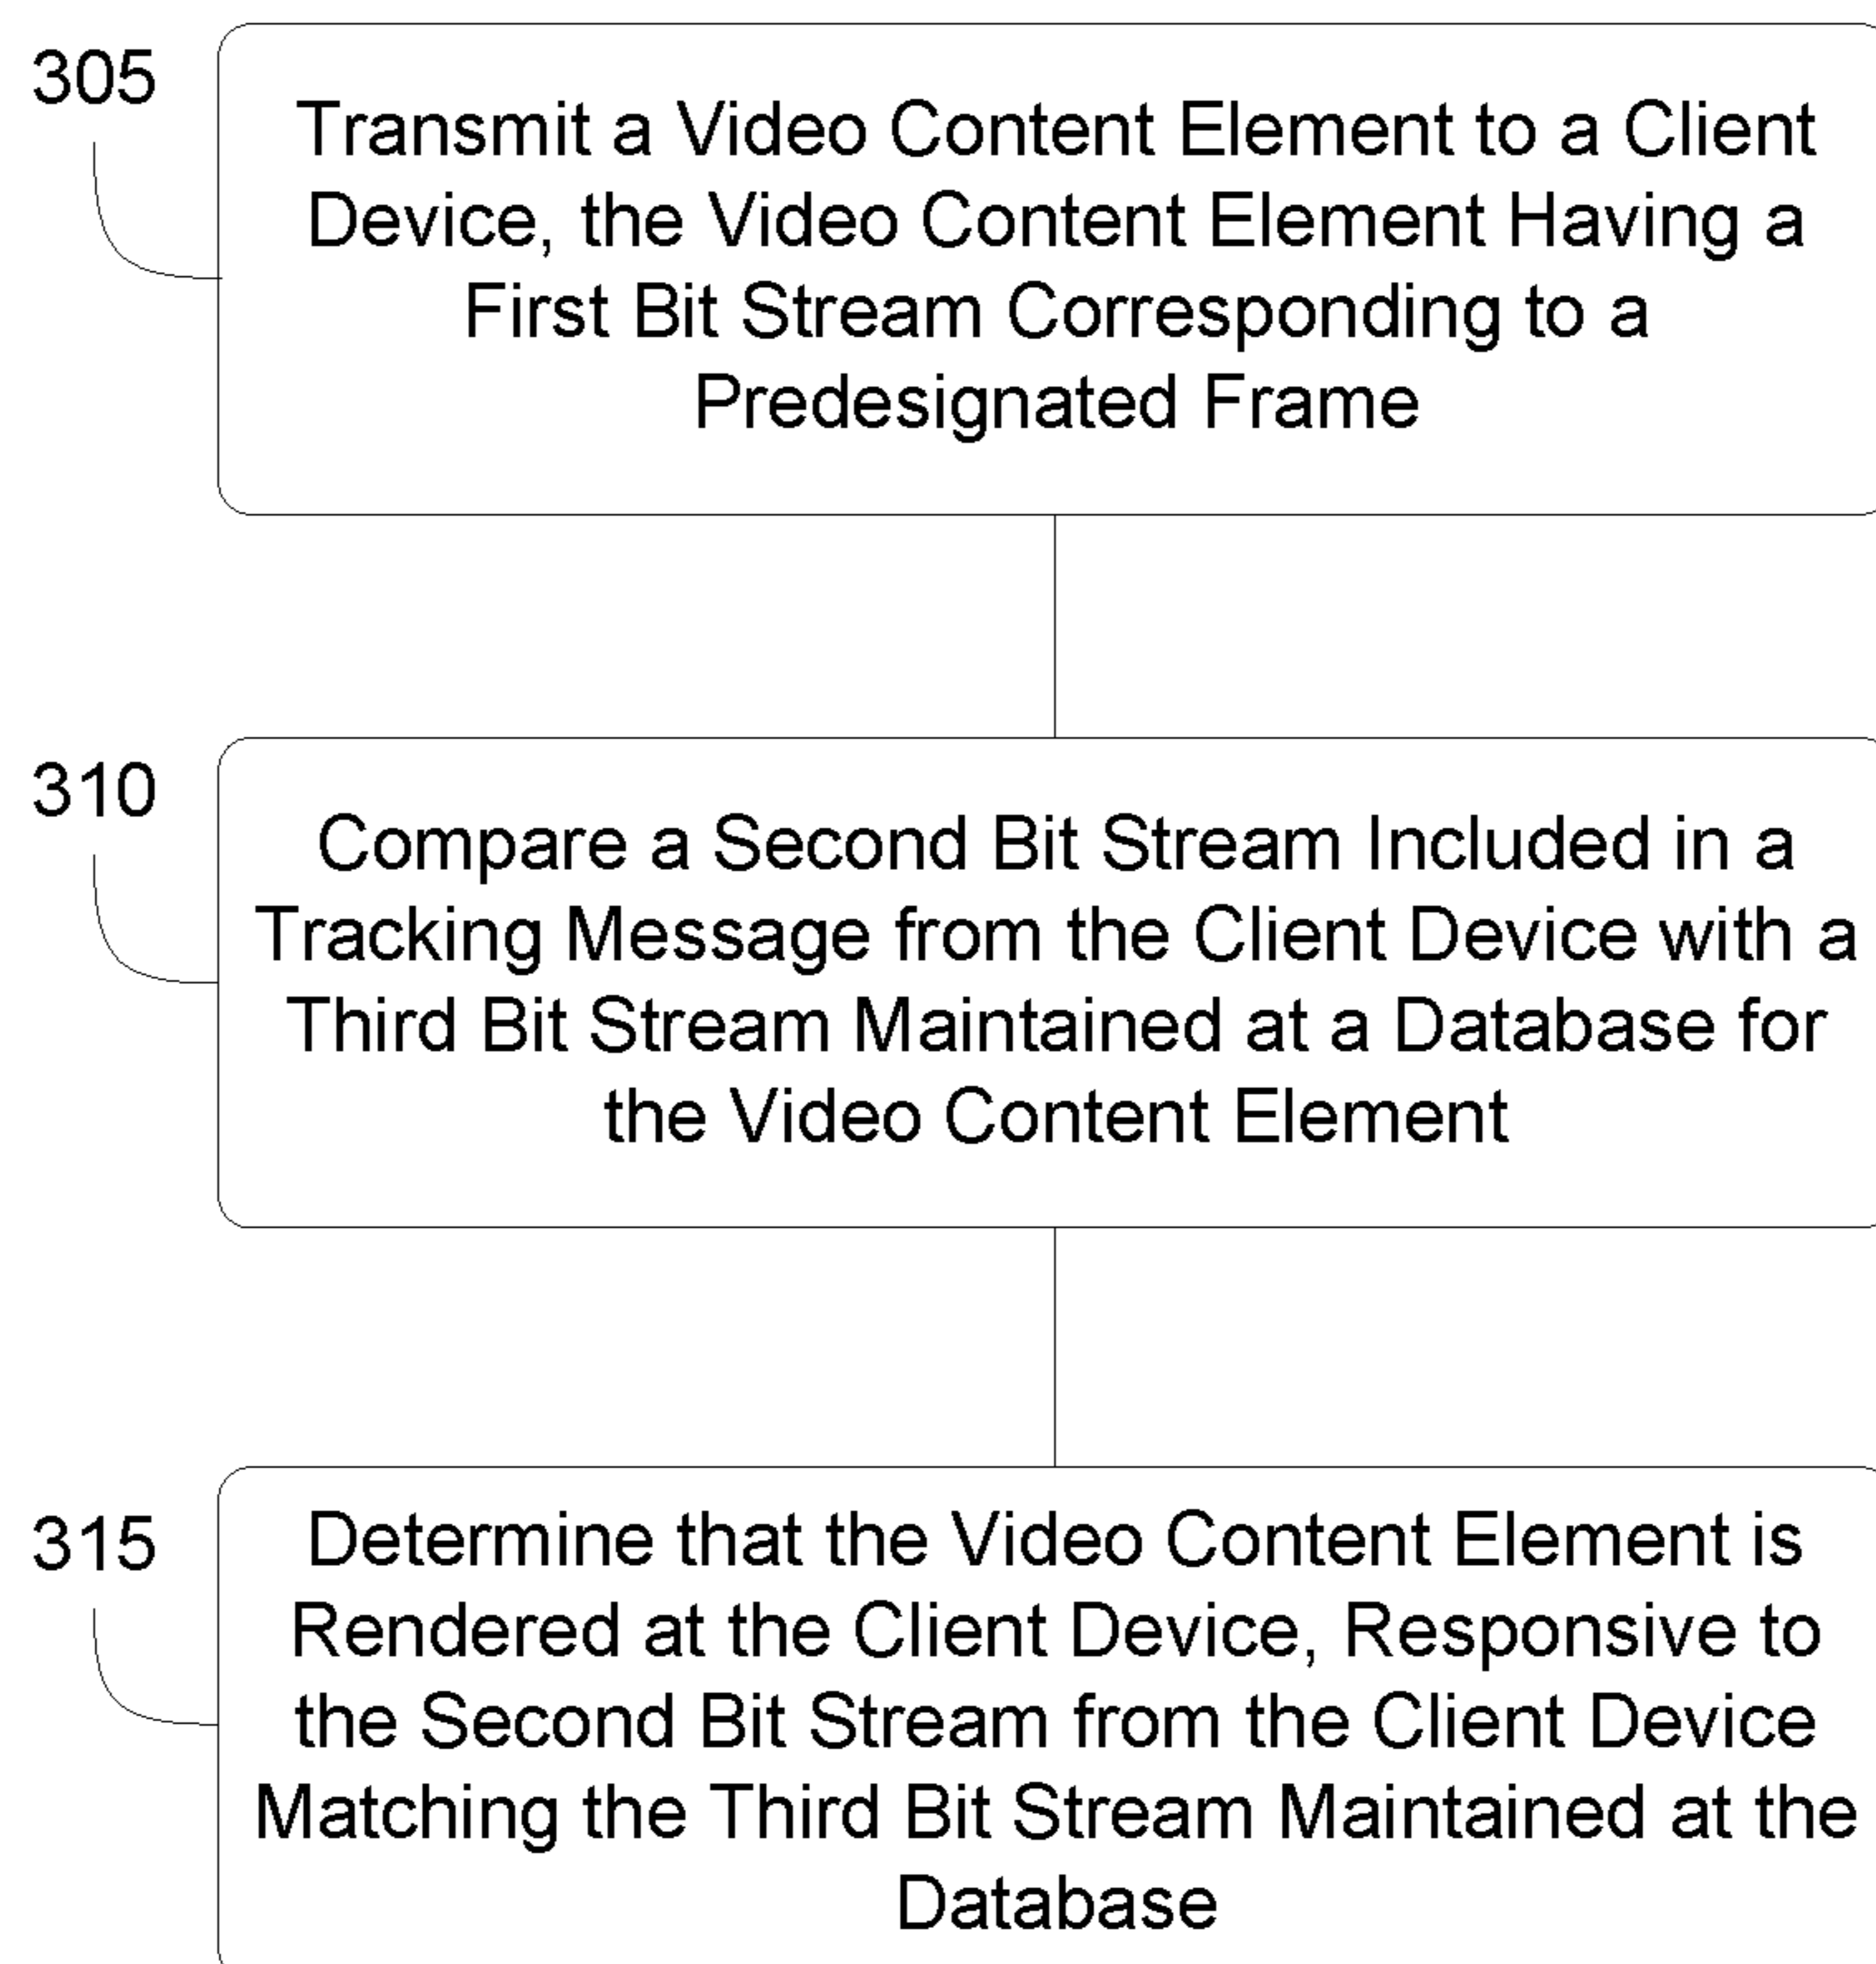 305
Transmit a Video Content Element to a Client
Device, the Video Content Element Having a
First Bit Stream Corresponding to a
Predesignated Frame
310
Compare a Second Bit Stream Included in a
Tracking Message from the Client Device with a
Third Bit Stream Maintained at a Database for
the Video Content Element
315
Determine that the Video Content Element is
Rendered at the Client Device, Responsive to
the Second Bit Stream from the Client Device
Matching the Third Bit Stream Maintained at the
Database